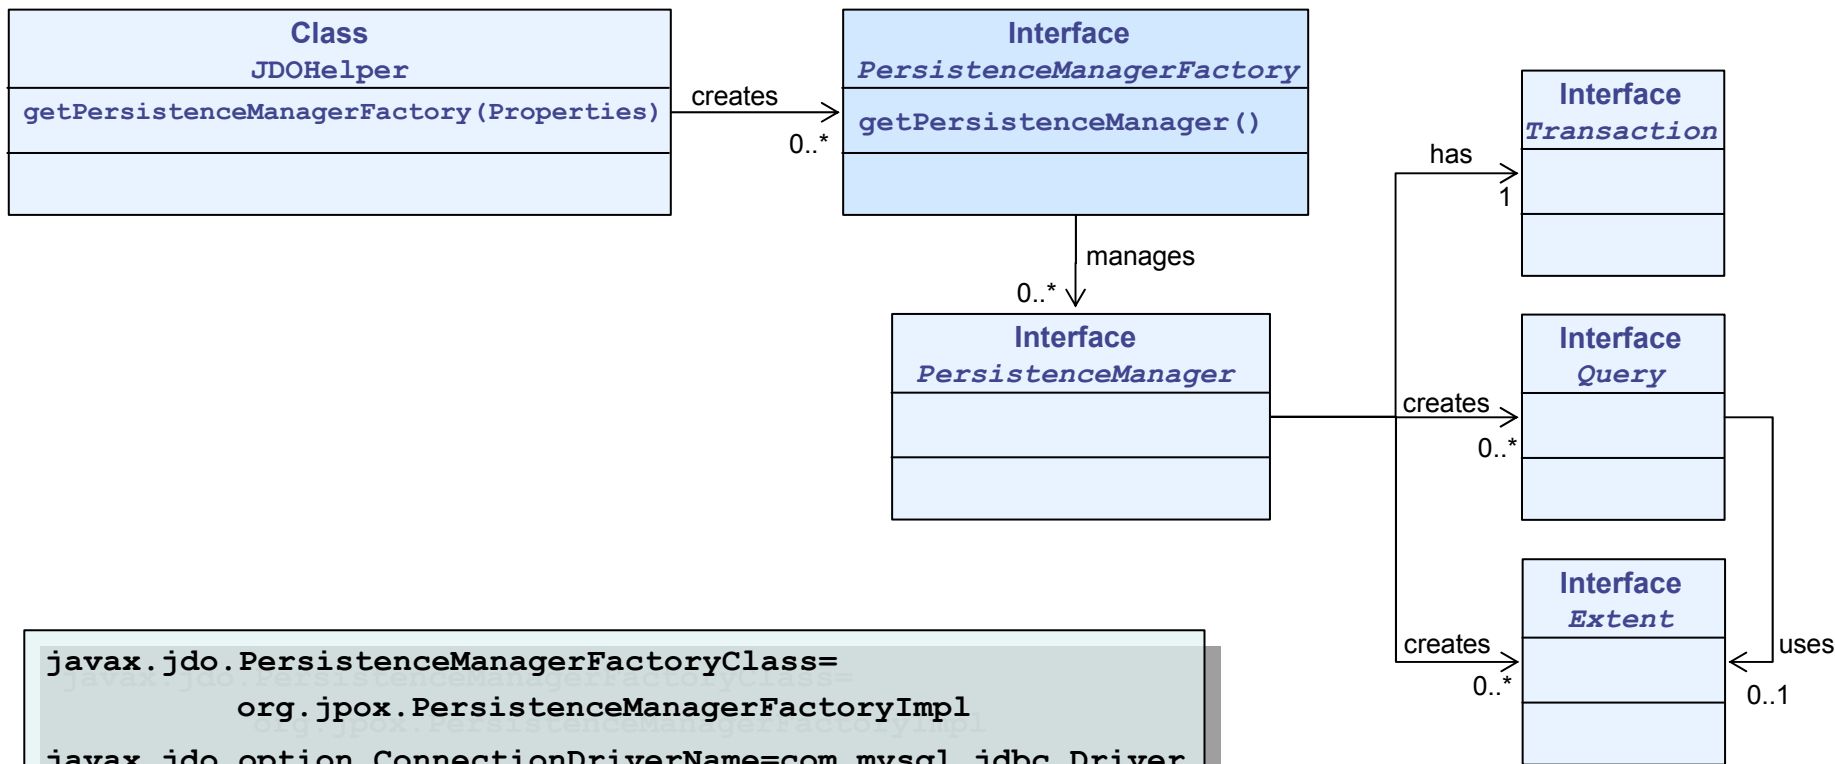 Class
JDOHelper
getPersistenceManagerFactory(Properties)
creates
0..*
Interface
PersistenceManagerFactory
getPersistenceManager()
manages
0..*
Interface
PersistenceManager
has
1
Interface
Transaction
creates
0..*
Interface
Query
creates
0..*
Interface
Extent
uses
0..1
javax.jdo.PersistenceManagerFactoryClass=
org.jpox.PersistenceManagerFactoryImpl
javax.jdo.option.ConnectionDriverName=com.mysql.jdbc.Driver